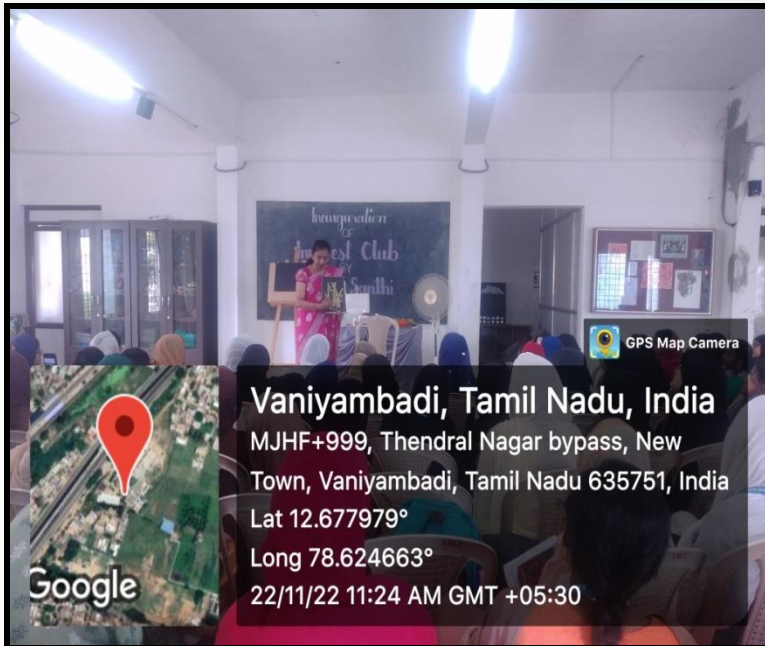 Inauguration
OF
Club
BY
Santhi
GPS Map Camera
Vaniyambadi, Tamil Nadu, India
MJHF+999, Thendral Nagar bypass, New
Town, Vaniyambadi, Tamil Nadu 635751, India
Lat 12.677979°
Long 78.624663°
22/11/22 11:24 AM GMT +05:30
Google